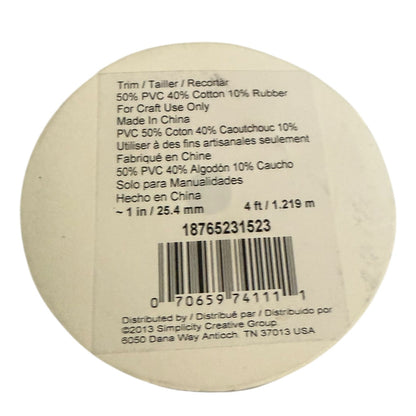 Trim / Tailler / Recortar
50% PVC 40% Cotton 10% Rubber
For Craft Use Only
Made In China
PVC 50% Coton 40% Caoutchouc 10%
Utiliser à des fins artisanales seulement
Fabriqué en Chine
50% PVC 40% Algodón 10% Caucho
Solo para Manualidades
Hecho en China
~ 1 in / 25.4 mm 4 ft / 1.219 m
18765231523
0 70659 74111 1
Distributed by / Distribué par / Distribuido por
©2013 Simplicity Creative Group
6050 Dana Way Antioch, TN 37013 USA